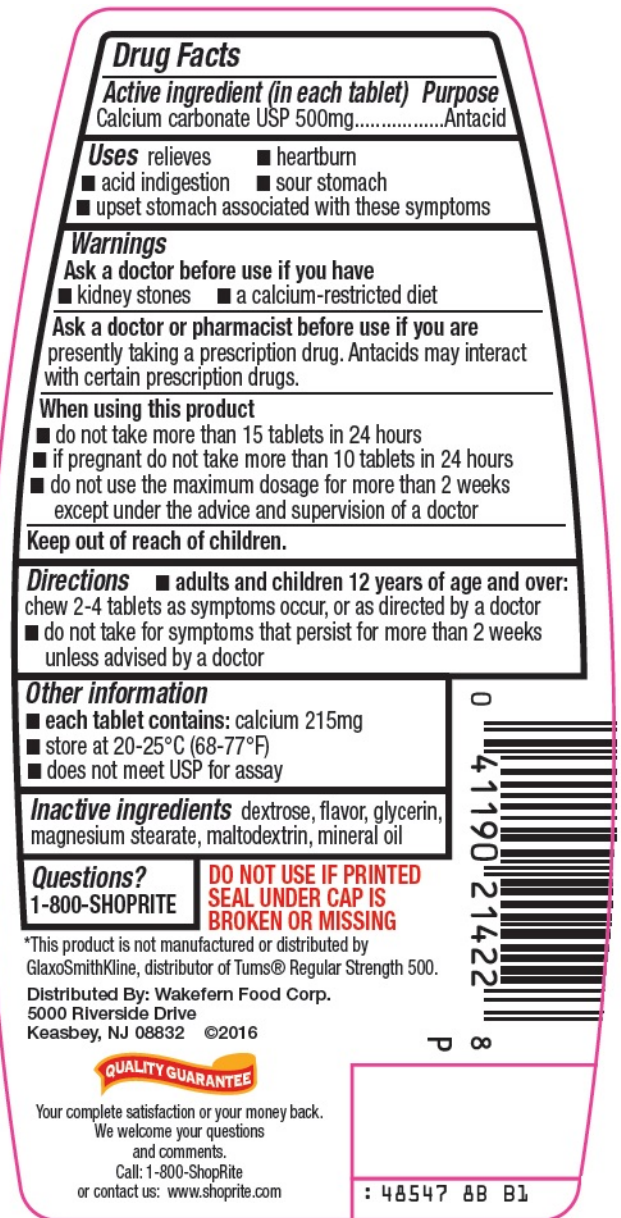 Drug Facts
Active ingredient (in each tablet) Purpose
Calcium carbonate USP 500mg.................Antacid
Uses relieves ■ heartburn
■ acid indigestion ■ sour stomach
■ upset stomach associated with these symptoms
Warnings
Ask a doctor before use if you have
■ kidney stones ■ a calcium-restricted diet
Ask a doctor or pharmacist before use if you are
presently taking a prescription drug. Antacids may interact
with certain prescription drugs.
When using this product
■ do not take more than 15 tablets in 24 hours
■ if pregnant do not take more than 10 tablets in 24 hours
■ do not use the maximum dosage for more than 2 weeks
except under the advice and supervision of a doctor
Keep out of reach of children.
Directions ■ adults and children 12 years of age and over:
chew 2-4 tablets as symptoms occur, or as directed by a doctor
■ do not take for symptoms that persist for more than 2 weeks
unless advised by a doctor
Other information
■ each tablet contains: calcium 215mg
■ store at 20-25°C (68-77°F)
■ does not meet USP for assay
Inactive ingredients dextrose, flavor, glycerin,
magnesium stearate, maltodextrin, mineral oil
Questions?
1-800-SHOPRITE
DO NOT USE IF PRINTED
SEAL UNDER CAP IS
BROKEN OR MISSING
*This product is not manufactured or distributed by
GlaxoSmithKline, distributor of Tums® Regular Strength 500.
Distributed By: Wakefern Food Corp.
5000 Riverside Drive
Keasbey, NJ 08832 ©2016
QUALITY GUARANTEE
Your complete satisfaction or your money back.
We welcome your questions
and comments.
Call: 1-800-ShopRite
or contact us: www.shoprite.com
0 41190 21422 8
P
: 48547 8B B1